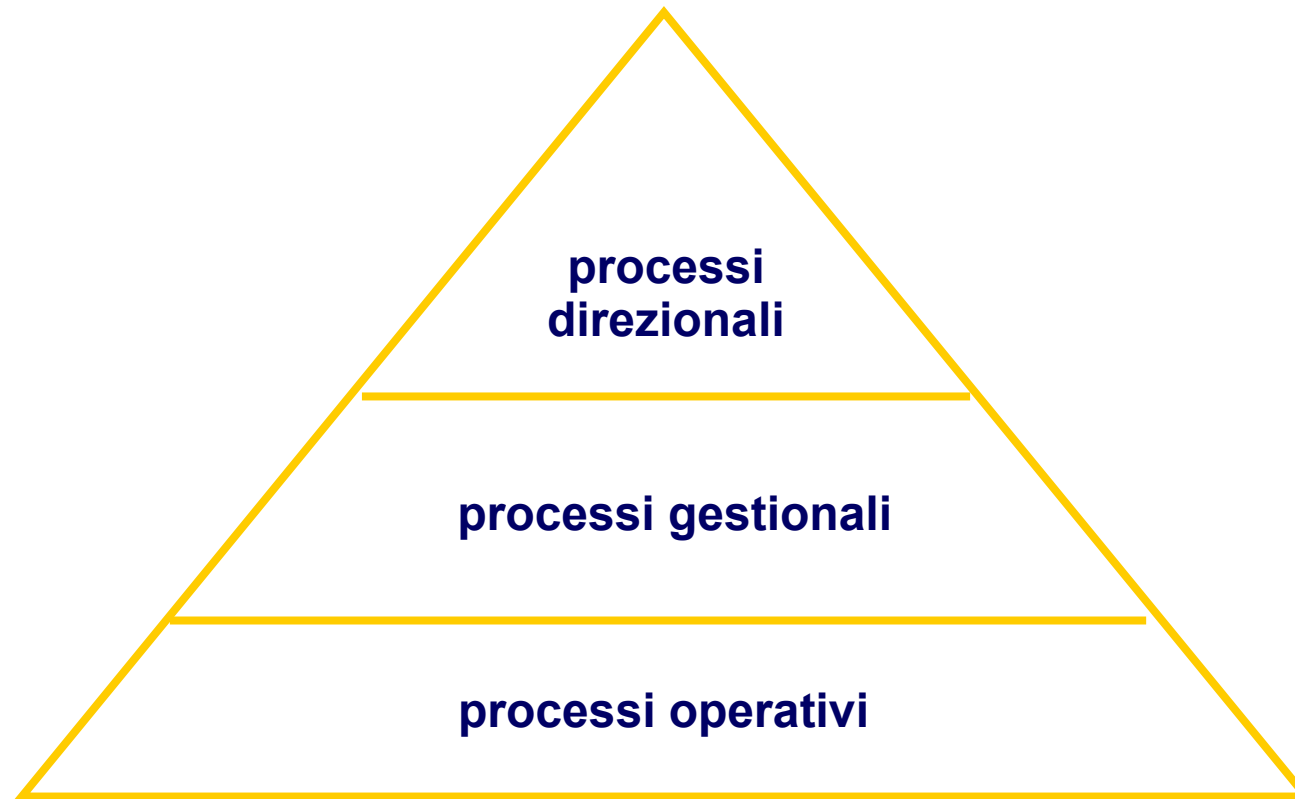 processi
direzionali
processi gestionali
processi operativi